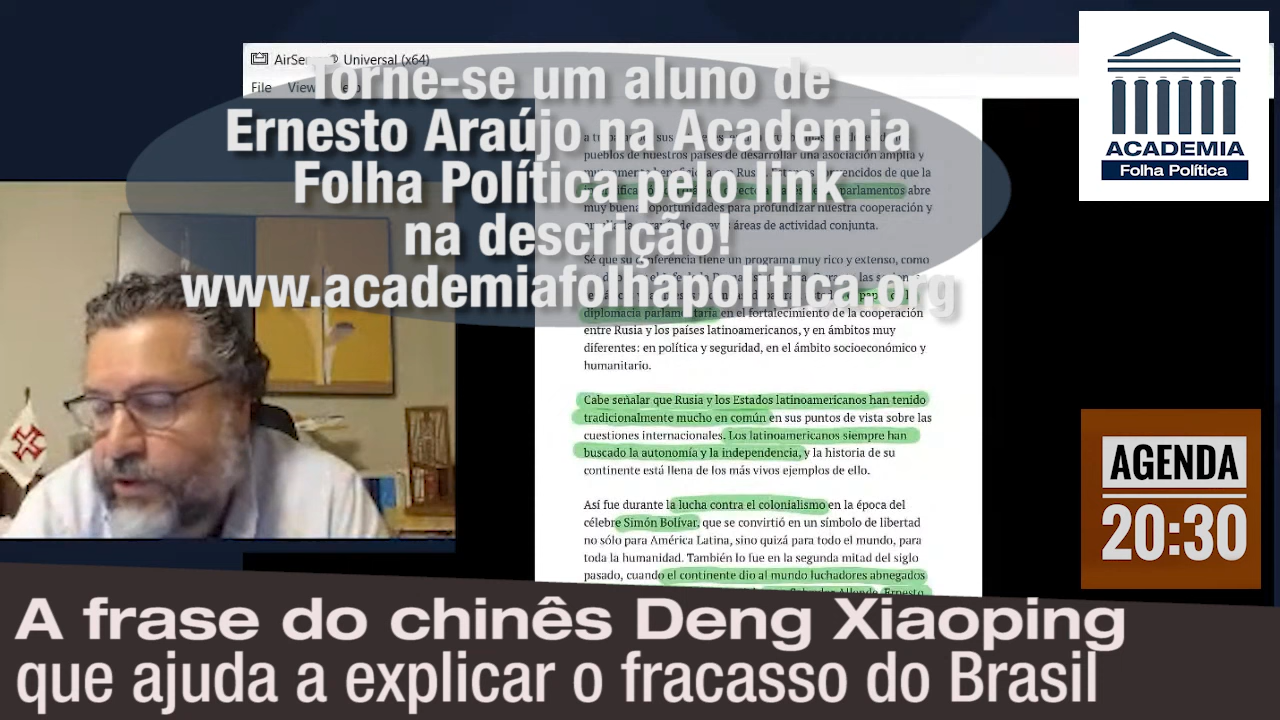 AirSe
Universal (x64)
File View
Torne-se um aluno de
Ernesto Araújo na Academia
Folha Política pelo link
na descrição!
www.academiafolhapolitica.org
ACADEMIA
Folha Política
pueblos de nuestros países de desarrollar una asociación amplia y
parlamentos abre
muy buenas oportunidades para profundizar nuestra cooperación y
áreas de actividad conjunta.
Sé que su conferencia tiene un programa muy rico y extenso, como
diplomacia parlamentaria en el fortalecimiento de la cooperación
entre Rusia y los países latinoamericanos, y en ámbitos muy
diferentes: en política y seguridad, en el ámbito socioeconómico y
humanitario.
Cabe señalar que Rusia y los Estados latinoamericanos han tenido
tradicionalmente mucho en común en sus puntos de vista sobre las
cuestiones internacionales. Los latinoamericanos siempre han
buscado la autonomía y la independencia, y la historia de su
continente está llena de los más vivos ejemplos de ello.
Así fue durante la lucha contra el colonialismo en la época del
célebre Simón Bolívar, que se convirtió en un símbolo de libertad
no sólo para América Latina, sino quizá para todo el mundo, para
toda la humanidad. También lo fue en la segunda mitad del siglo
pasado, cuando el continente dio al mundo luchadores abnegados
Salvador Allende, Ernesto
AGENDA
20:30
A frase do chinês Deng Xiaoping
que ajuda a explicar o fracasso do Brasil